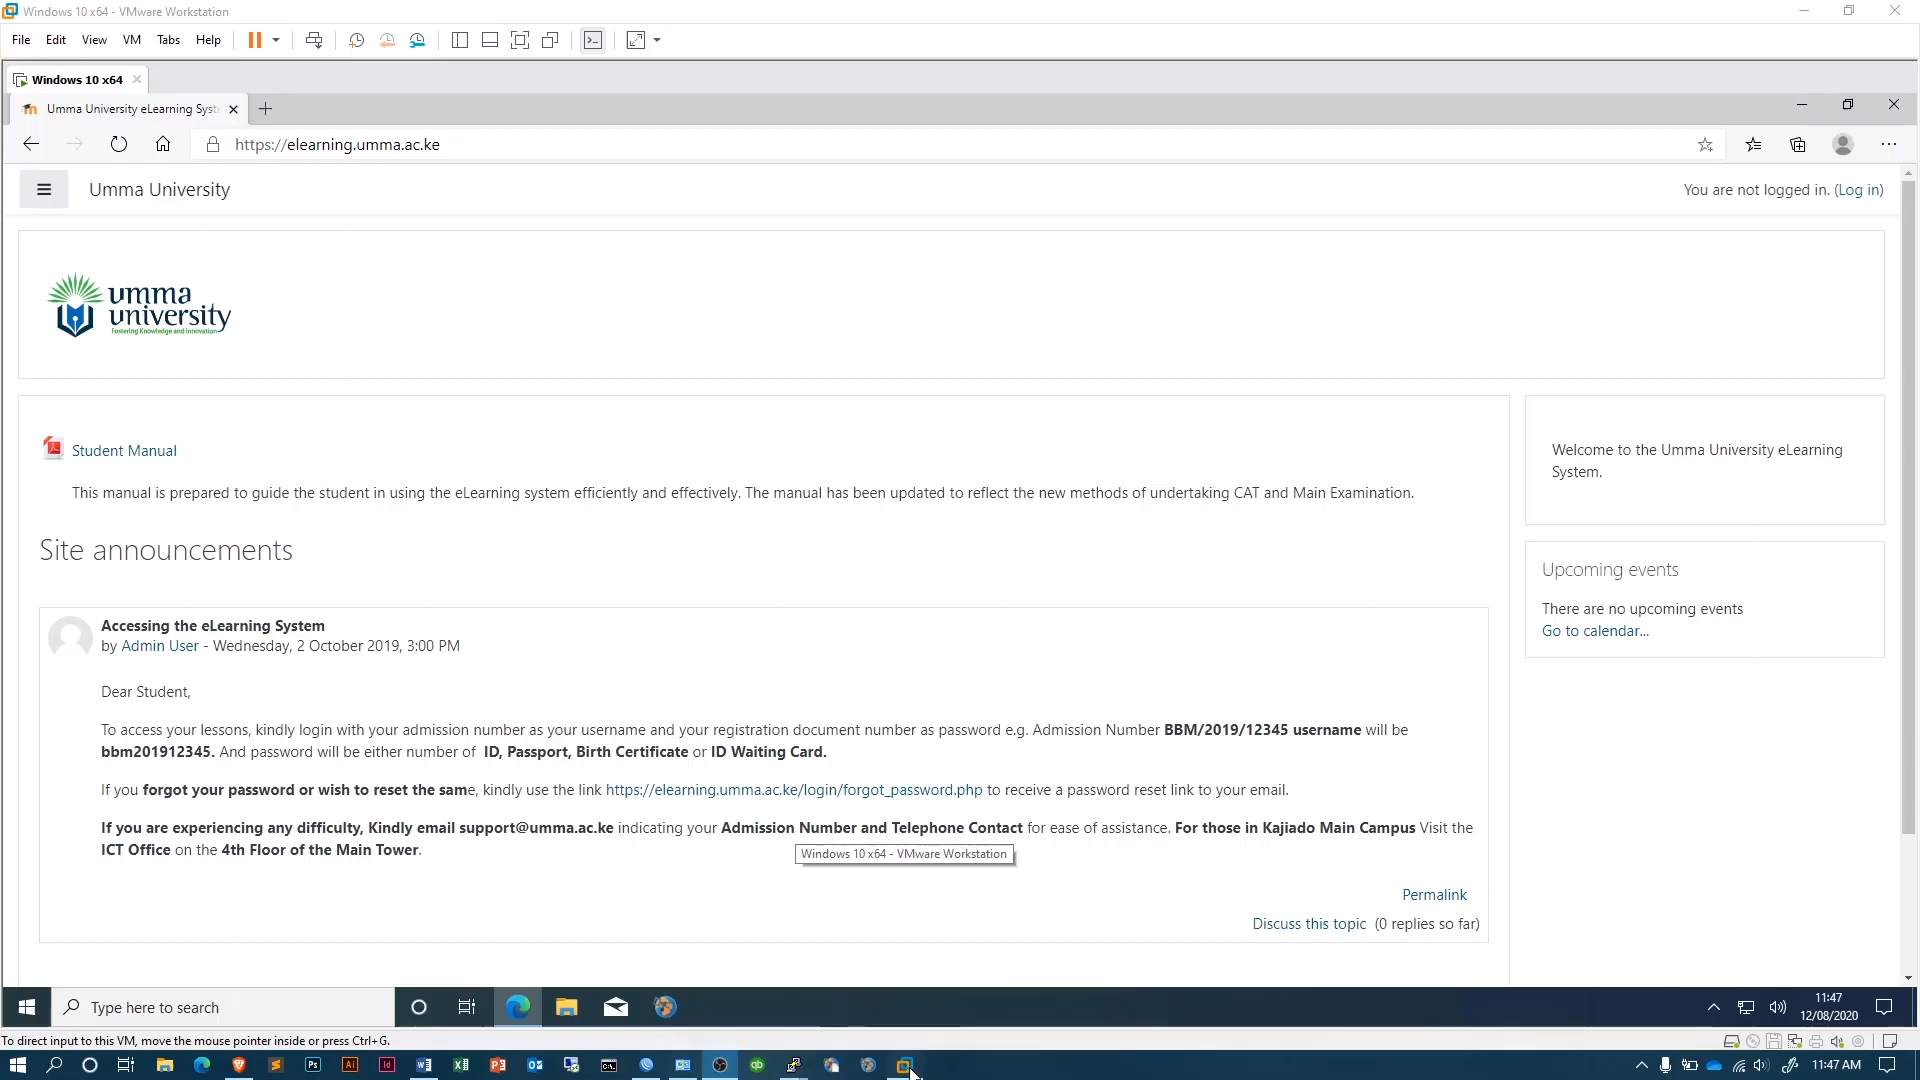 Windows 10 x64 - VMware Workstation
File Edit View VM Tabs Help
Windows 10 x64
Umma University eLearning Syst
https://elearning.umma.ac.ke
Umma University
You are not logged in. (Log in)
umma
university
Fostering Knowledge and Innovation
Student Manual
This manual is prepared to guide the student in using the eLearning system efficiently and effectively. The manual has been updated to reflect the new methods of undertaking CAT and Main Examination.
Site announcements
Accessing the eLearning System
by Admin User - Wednesday, 2 October 2019, 3:00 PM
Dear Student,
To access your lessons, kindly login with your admission number as your username and your registration document number as password e.g. Admission Number BBM/2019/12345 username will be
bbm201912345. And password will be either number of ID, Passport, Birth Certificate or ID Waiting Card.
If you forgot your password or wish to reset the same, kindly use the link https://elearning.umma.ac.ke/login/forgot_password.php to receive a password reset link to your email.
If you are experiencing any difficulty, Kindly email support@umma.ac.ke indicating your Admission Number and Telephone Contact for ease of assistance. For those in Kajiado Main Campus Visit the
ICT Office on the 4th Floor of the Main Tower.
Windows 10 x64 - VMware Workstation
Permalink
Discuss this topic (0 replies so far)
Welcome to the Umma University eLearning
System.
Upcoming events
There are no upcoming events
Go to calendar...
Type here to search
11:47
12/08/2020
To direct input to this VM, move the mouse pointer inside or press Ctrl+G.
Ps Ai Id
11:47 AM